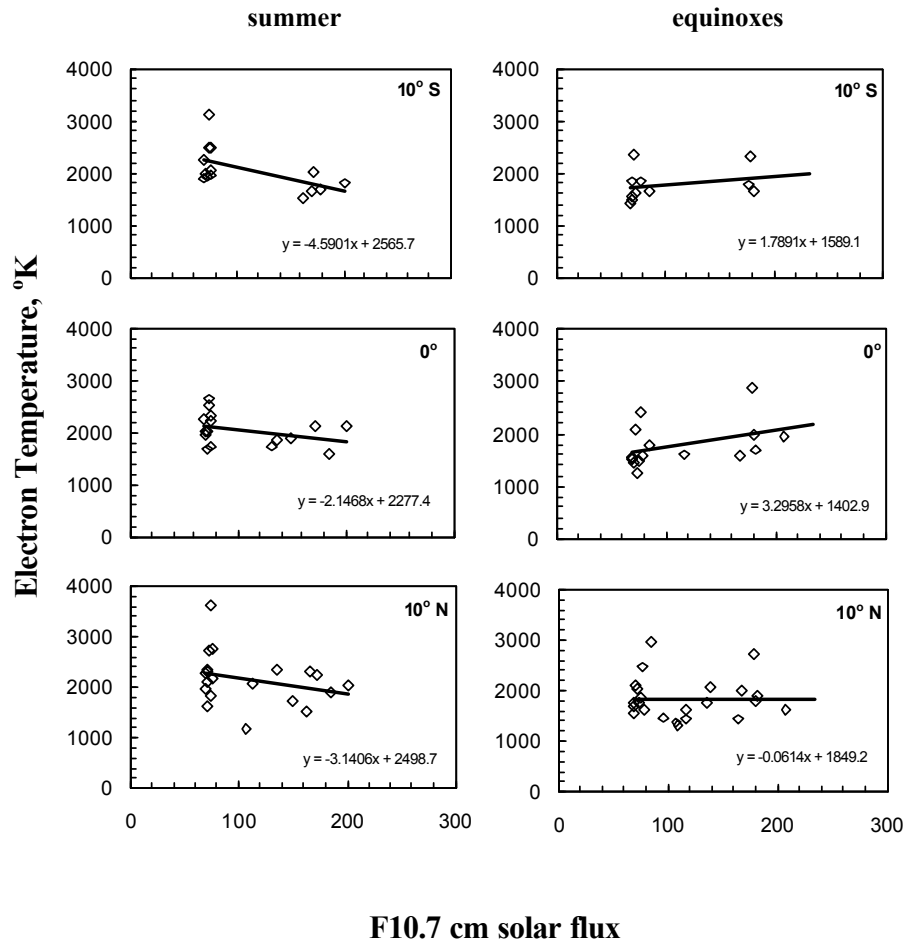 summer
equinoxes
Electron Temperature, °K
4000
3000
2000
1000
0
10° S
y = -4.5901x + 2565.7
4000
3000
2000
1000
0
10° S
y = 1.7891x + 1589.1
4000
3000
2000
1000
0
0°
y = -2.1468x + 2277.4
4000
3000
2000
1000
0
0°
y = 3.2958x + 1402.9
4000
3000
2000
1000
0
10° N
y = -3.1406x + 2498.7
0 100 200 300
4000
3000
2000
1000
0
10° N
y = -0.0614x + 1849.2
0 100 200 300
F10.7 cm solar flux